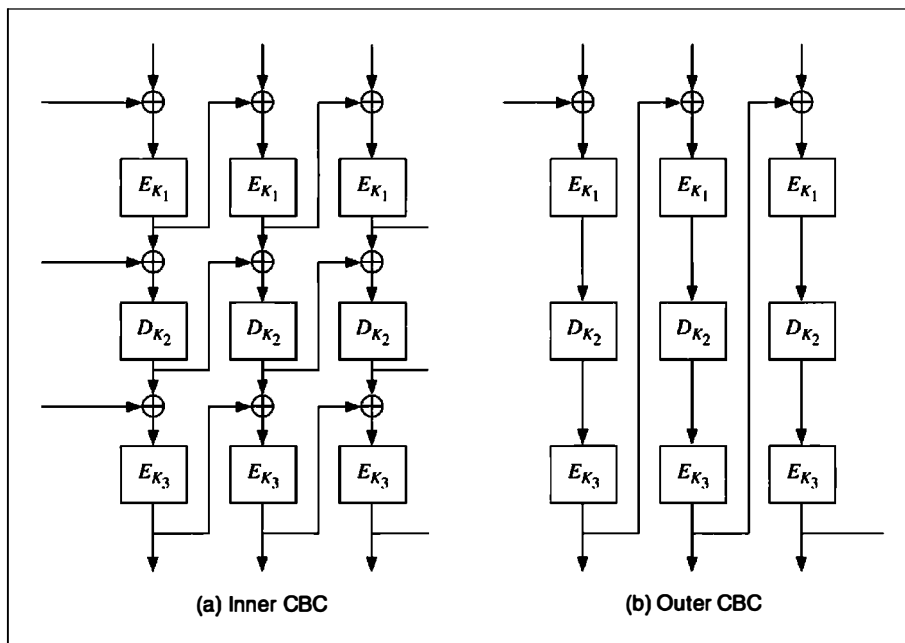 E_{K_1} E_{K_1} E_{K_1} E_{K_1} E_{K_1} E_{K_1}
D_{K_2} D_{K_2} D_{K_2} D_{K_2} D_{K_2} D_{K_2}
E_{K_3} E_{K_3} E_{K_3} E_{K_3} E_{K_3} E_{K_3}
(a) Inner CBC (b) Outer CBC